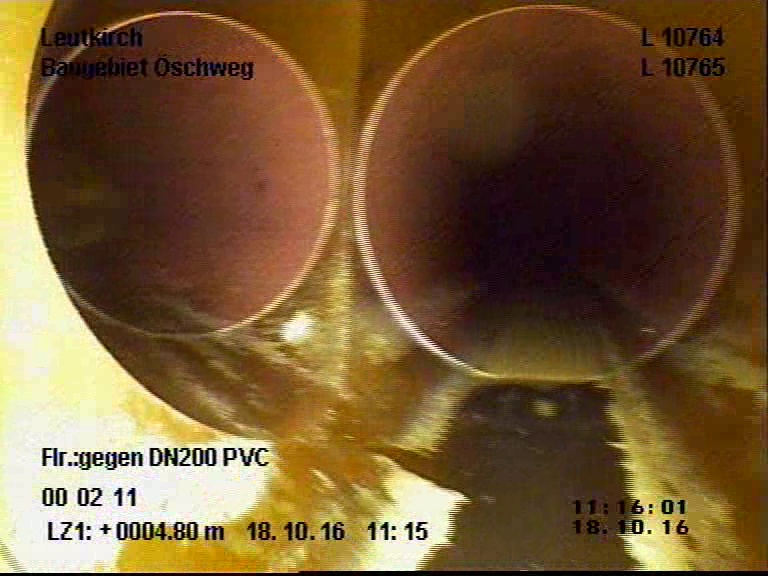 Leutkirch
Baugebiet Öschweg
L 10764
L 10765
Flr.:gegen DN200 PVC
00 02 11
LZ1: +0004.80 m 18.10.16 11:15
11:16:01
18.10.16